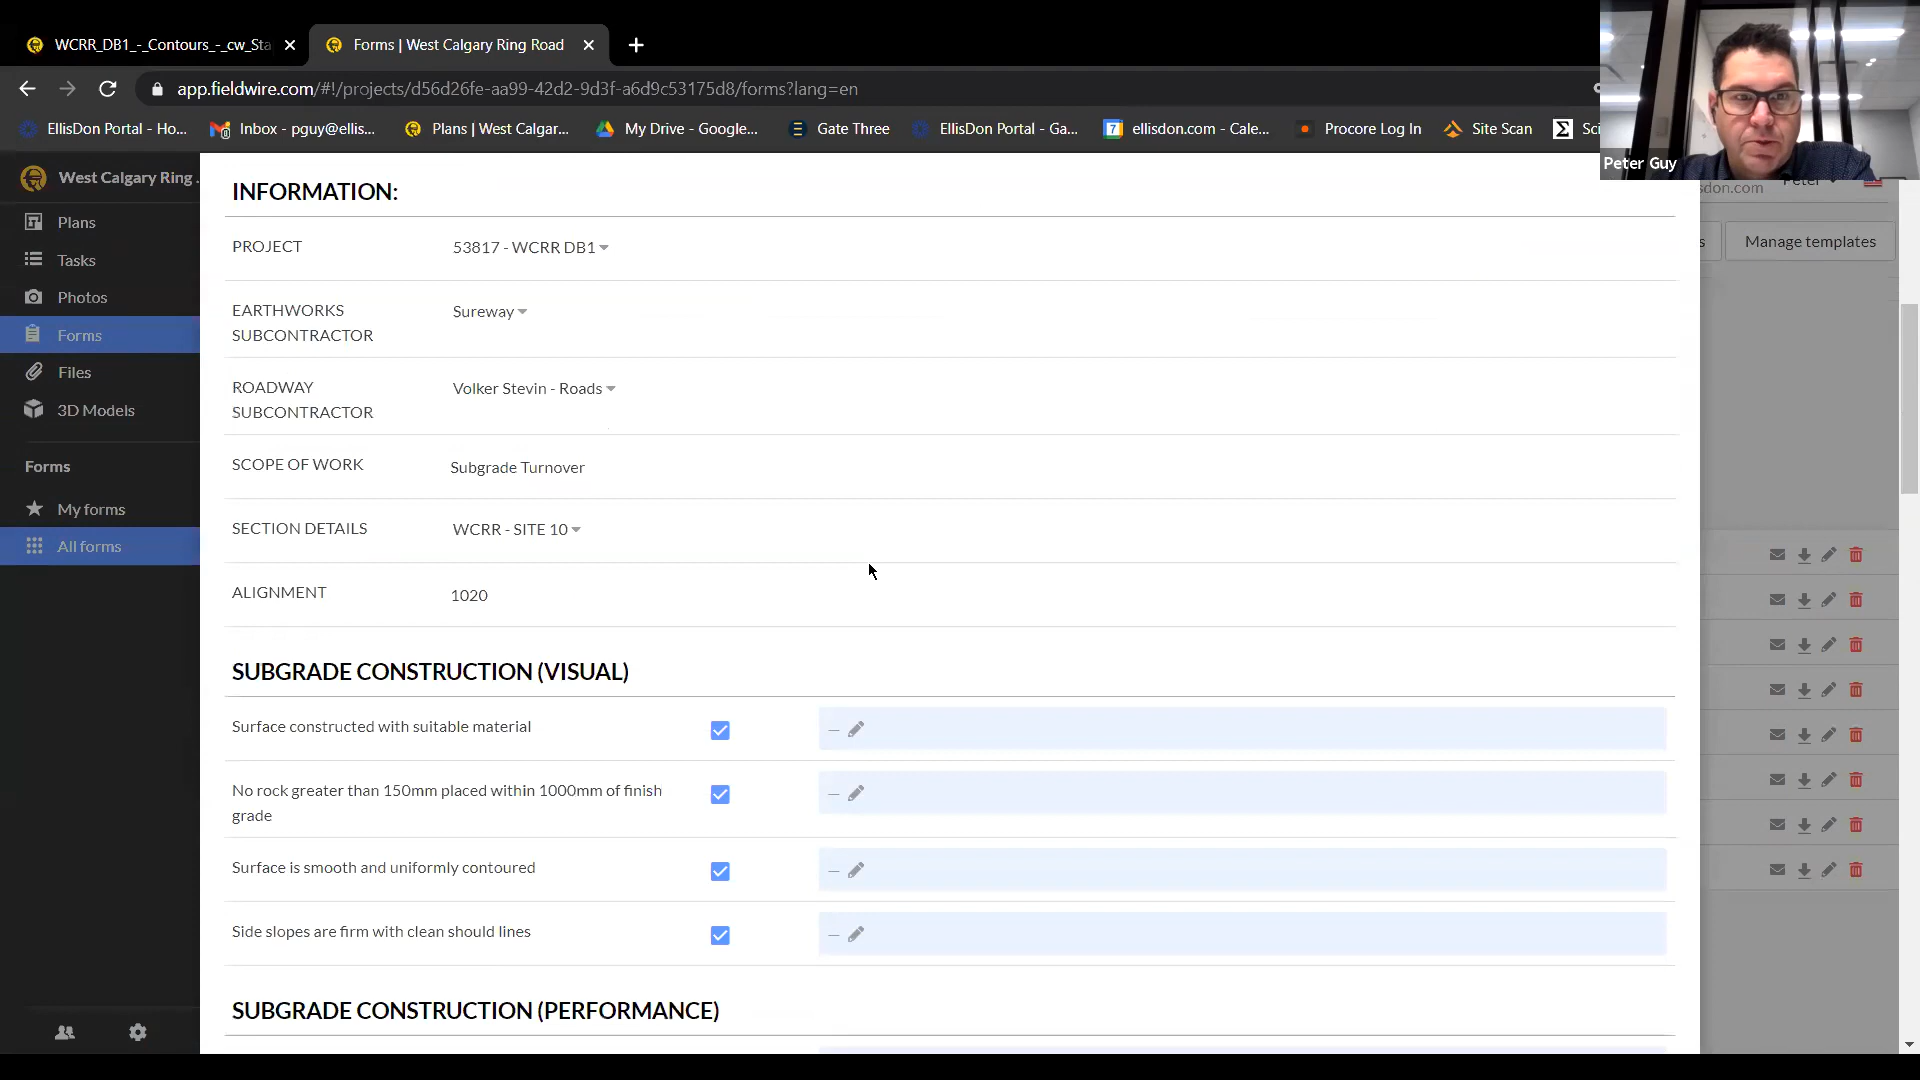 WCRR_DB1_-_Contours_-_cw_Sta
Forms | West Calgary Ring Road
app.fieldwire.com/#!/projects/d56d26fe-aa99-42d2-9d3f-a6d9c53175d8/forms?lang=en
EllisDon Portal - Ho...
Inbox - pguy@ellis...
Plans | West Calgar...
My Drive - Google...
Gate Three
EllisDon Portal - Ga...
7
ellisdon.com - Cale...
Procore Log In
Site Scan
Sci
Peter Guy
West Calgary Ring ...
sdon.com
Peter
Plans
Tasks
Photos
Forms
Files
3D Models
Forms
My forms
All forms
s
Manage templates
INFORMATION:
PROJECT
53817 - WCRR DB1
EARTHWORKS
SUBCONTRACTOR
Sureway
ROADWAY
SUBCONTRACTOR
Volker Stevin - Roads
SCOPE OF WORK
Subgrade Turnover
SECTION DETAILS
WCRR - SITE 10
ALIGNMENT
1020
SUBGRADE CONSTRUCTION (VISUAL)
Surface constructed with suitable material
No rock greater than 150mm placed within 1000mm of finish
grade
Surface is smooth and uniformly contoured
Side slopes are firm with clean should lines
SUBGRADE CONSTRUCTION (PERFORMANCE)